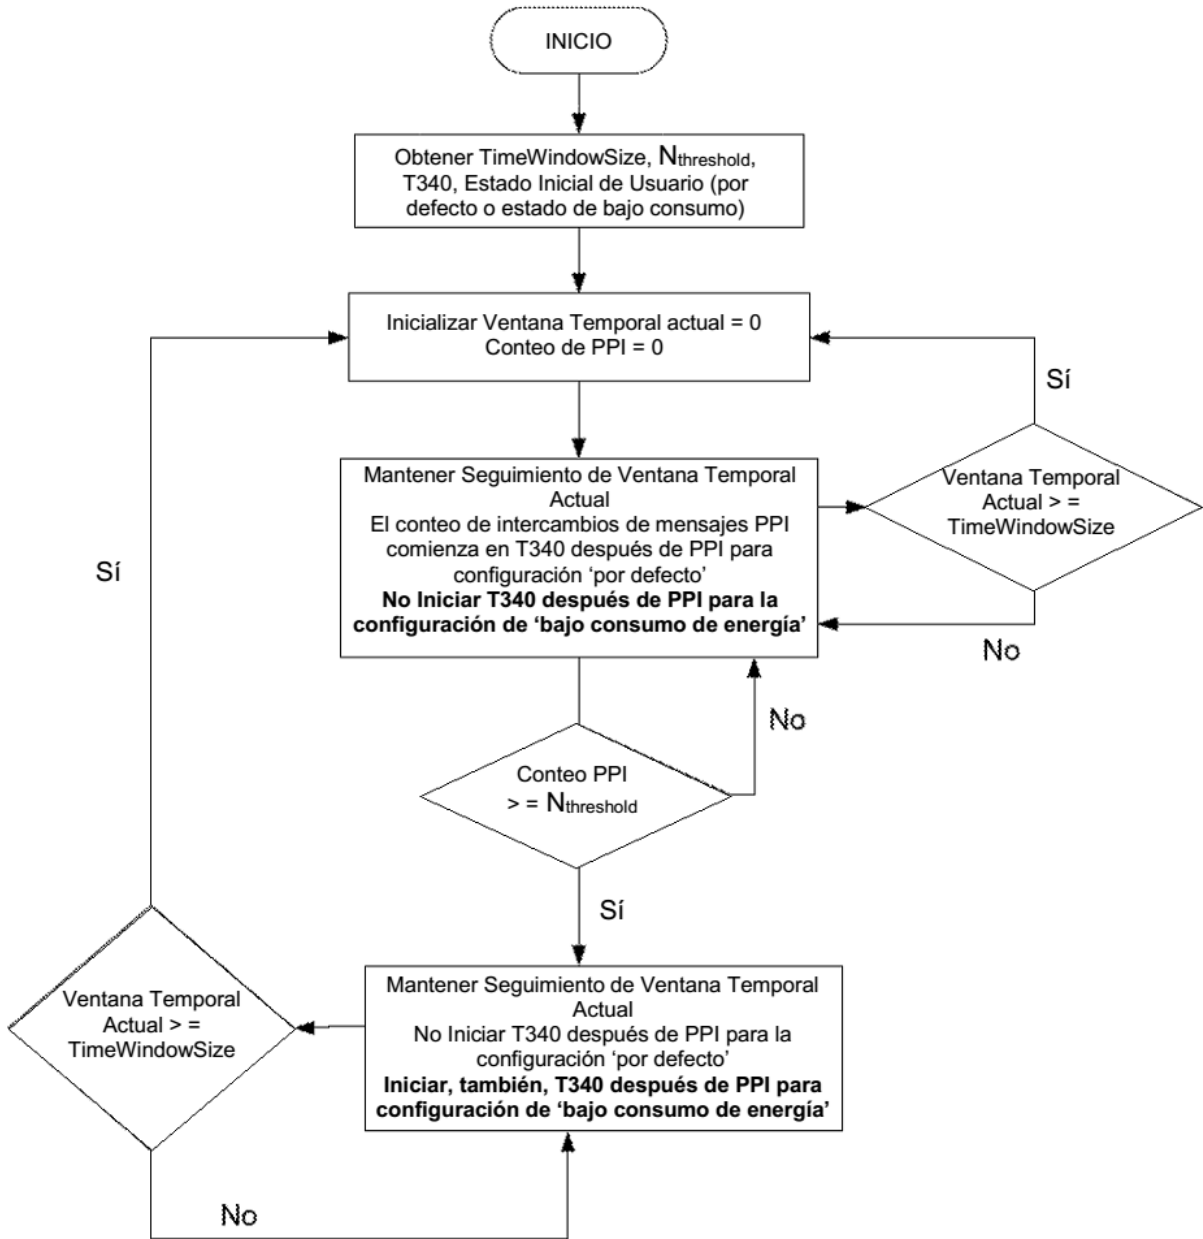 INICIO
Obtener TimeWindowSize, Nthreshold,
T340, Estado Inicial de Usuario (por
defecto o estado de bajo consumo)
Inicializar Ventana Temporal actual = 0
Conteo de PPI = 0
Sí
Mantener Seguimiento de Ventana Temporal
Actual
El conteo de intercambios de mensajes PPI
comienza en T340 después de PPI para
configuración ‘por defecto’
No Iniciar T340 después de PPI para la
configuración de ‘bajo consumo de energía’
Ventana Temporal
Actual > =
TimeWindowSize
Sí
No
No
Conteo PPI
> = Nthreshold
Sí
Mantener Seguimiento de Ventana Temporal
Actual
No Iniciar T340 después de PPI para la
configuración ‘por defecto’
Iniciar, también, T340 después de PPI para
configuración de ‘bajo consumo de energía’
Ventana Temporal
Actual > =
TimeWindowSize
No